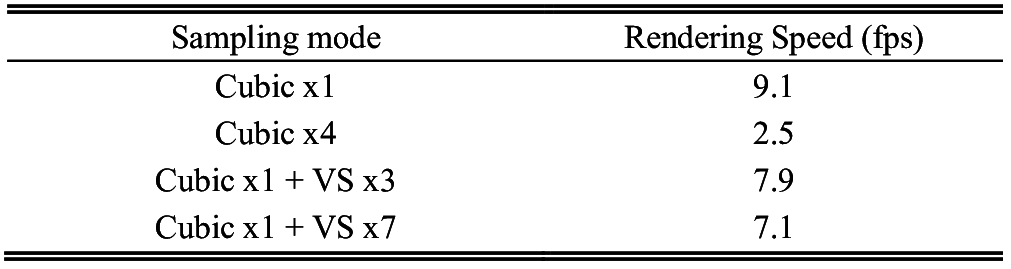 Sampling mode Rendering Speed (fps)
Cubic x1 9.1
Cubic x4 2.5
Cubic x1 + VS x3 7.9
Cubic x1 + VS x7 7.1